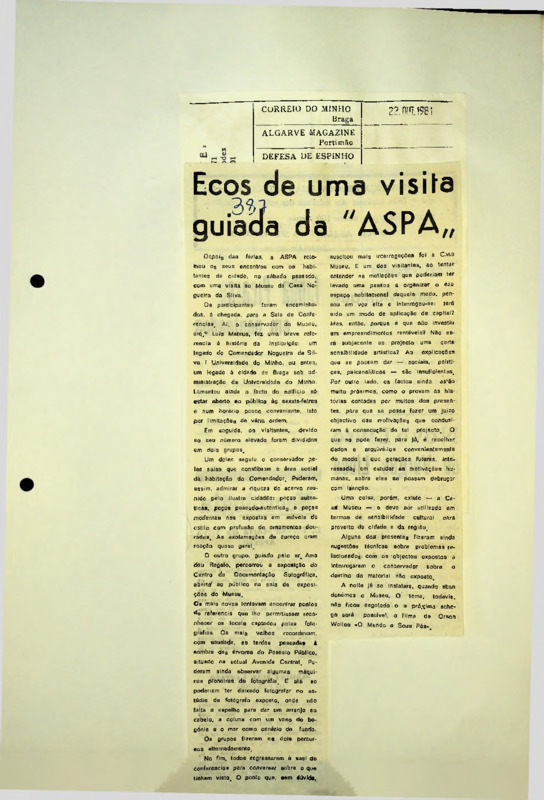 CORREIO DO MINHO
Braga
22.OUT.1981
ALGARVE MAGAZINE
Portimão
DEFESA DE ESPINHO
Ecos de uma visita
387
guiada da "ASPA„
Depois das férias, a ASPA reto-
mou os seus encontros com os habi-
tantes da cidade, no sábado passado,
com uma visita ao Museu da Casa No-
gueira da Silva.
Os participantes foram encaminha-
dos, à chegada, para a Sala de Confe-
rências. Aí, o conservador do Museu,
arq.º Luís Mateus, fez uma breve refe-
rencia à história da Instituição: um
legado do Comendador Nogueira da Sil-
va à Universidade do Minho, ou antes,
um legado à cidade de Braga sob ad-
ministração da Universidade do Minho.
Lamentou ainda o facto do edifício só
estar aberto ao público às sextas-feiras
e num horário pouco conveniente, isto
por limitações de vária ordem.
Em seguida, os visitantes, devido
ao seu número elevado foram divididos
em dois grupos.
Um deles seguiu o conservador pe-
las salas que constituem a área social
da habitação do Comendador. Puderam,
assim, admirar a riqueza do acervo reu-
nido pelo ilustre cidadão: peças autên-
ticas, peças pseudo-autênticas e peças
modernas nos expostas em móveis de
estilo com profusão de ornamentos dou-
rados. As exclamações de apreço eram
reacção quase geral.
O outro grupo, guiado pelo sr. Ama-
dou Regalo, percorreu a exposição do
Centro de Documentação Fotográfica,
aberta ao público na sala de exposi-
ções do Museu.
Os mais novos tentavam encontrar pontos
de referencia que lhe permitissem reco-
nhecer os locais captados pelas foto-
grafias. Os mais velhos recordavam,
com saudade, as tardes passadas à
sombra das árvores do Passeio Público,
situado na actual Avenida Central. Pu-
deram ainda observar algumas máqui-
nas pioneiras da fotografia. E até se
poderiam ter deixado fotografar no es-
túdio de fotógrafo exposto, onde não
falta o espelho para dar um arranjo ao
cabelo, a coluna com um vaso de be-
gónia e o mar como cenário de fundo.
Os grupos fizeram os dois percur-
sos alternadamente.
No fim, todos regressaram à sala de
conferencias para conversar sobre o que
tinham visto. O ponto que, sem dúvida,
suscitou mais interrogações foi a Casa
Museu. E um dos visitantes, ao tentar
entender as motivações que poderiam ter
levado uma pessoa a organizar o seu
espaço habitacional daquele modo, pen-
sou em voz alta e interrogou-se: terá
sido um modo de aplicação de capital?
Mas, então, porque é que não investiu
em empreendimentos rentáveis? Não es-
tará subjacente ao projecto uma certa
sensibilidade artística? As explicações
que se possam dar — sociais, políti-
cas, psicanalíticas — são insuficientes.
Por outro lado, os factos ainda estão
muito próximos, como o provam as his-
tórias contadas por muitos dos presen-
tes, para que se possa fazer um juízo
objectivo das motivações que conduzi-
ram à consecução de tal projecto. O
que se pode fazer, para já, é recolher
dados e arquivá-los convenientemente
de modo a que gerações futuras, inte-
ressadas em estudar as motivações hu-
manas, sobre eles se possam debruçar
com isenção.
Uma coisa, porém, existe — a Ca-
sa Museu — e deve ser utilizada em
termos de sensibilidade cultural para
proveito da cidade e da região.
Alguns dos presentes fizeram ainda
sugestões técnicas sobre problemas re-
lacionados com os objectos expostos e
interrogaram o conservador sobre o
destino do material não exposto.
A noite já se instalara, quando aban-
donámos o Museu. O tema, todavia,
não ficou esgotado e a próxima acha-
ga será possível, o filme de Orson
Welles «O Mundo a Seus Pés».